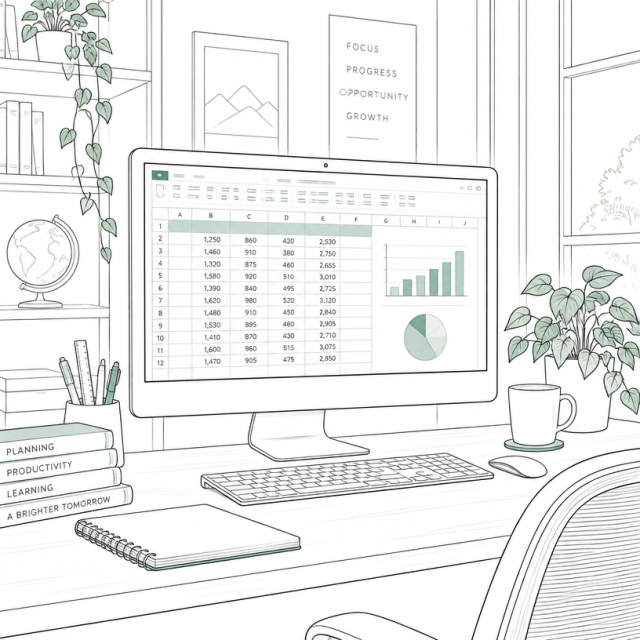 FOCUS
PROGRESS
OPPORTUNITY
GROWTH
A B C D E F G H I J
1
2 1,250 860 420 2,530
3 1,460 910 380 2,750
4 1,320 875 460 2,655
5 1,580 920 510 3,010
6 1,390 840 495 2,725
7 1,620 980 520 3,120
8 1,480 910 450 2,840
9 1,530 895 480 2,905
10 1,410 870 430 2,710
11 1,600 960 515 3,075
12 1,470 905 475 2,850
PLANNING
PRODUCTIVITY
LEARNING
A BRIGHTER TOMORROW